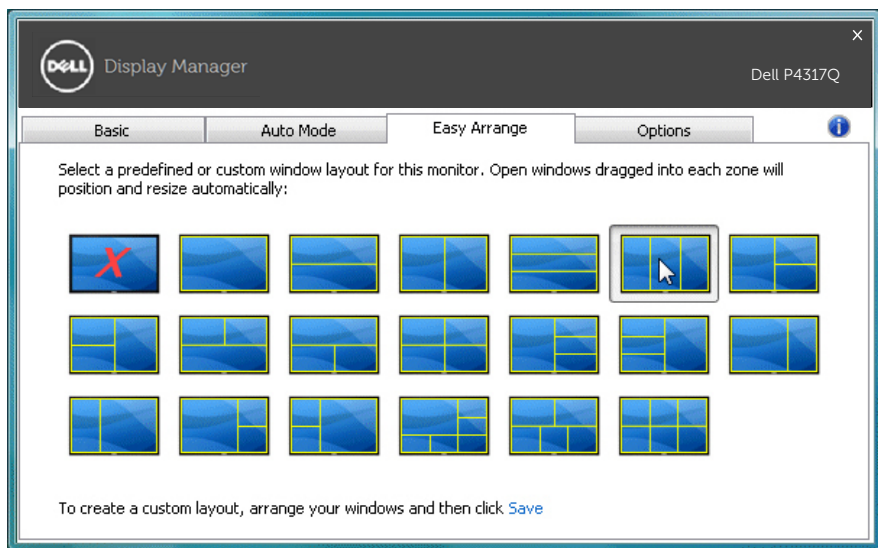 DELL
Display Manager
×
Dell P4317Q
Basic
Auto Mode
Easy Arrange
Options
i
Select a predefined or custom window layout for this monitor. Open windows dragged into each zone will
position and resize automatically:
X
To create a custom layout, arrange your windows and then click Save